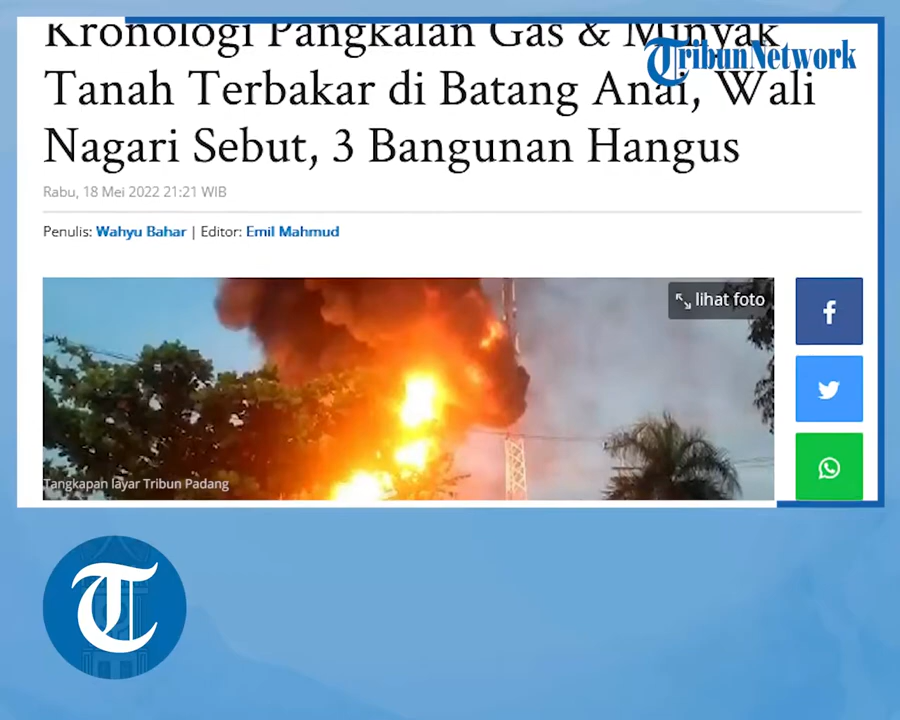 Kronologi Pangkalan Gas & Minyak
TribunNetwork
Tanah Terbakar di Batang Anai, Wali
Nagari Sebut, 3 Bangunan Hangus
Rabu, 18 Mei 2022 21:21 WIB
Penulis: Wahyu Bahar | Editor: Emil Mahmud
lihat foto
Tangkapan layar Tribun Padang
T